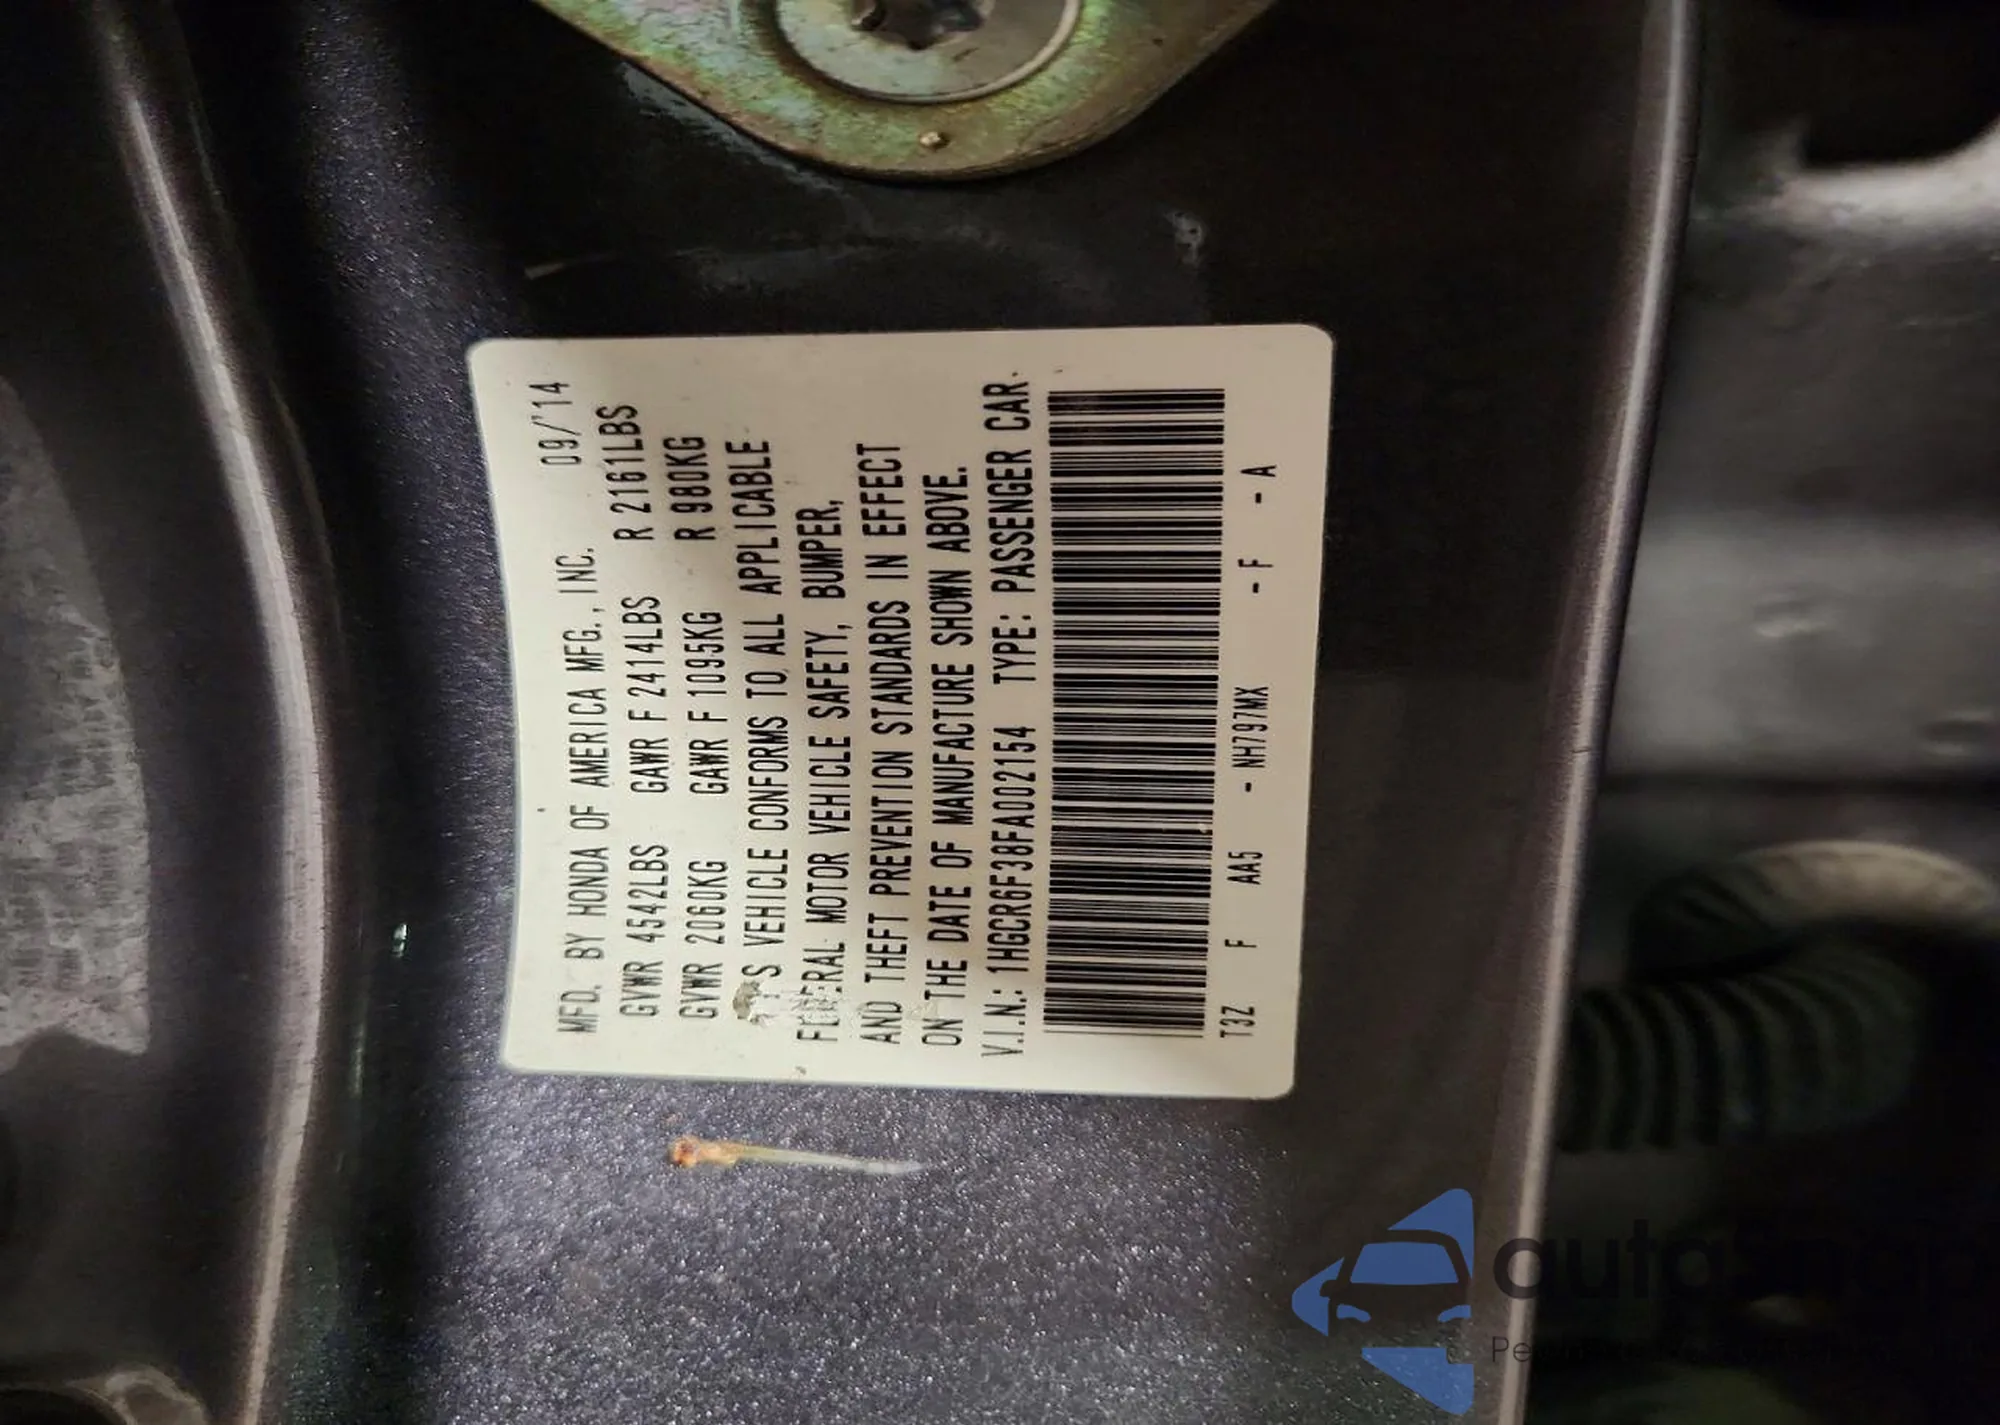 09/'14
MFD. BY HONDA OF AMERICA MFG., INC.
GVWR 4542LBS GAWR F 2414LBS R 2161LBS
GVWR 2060KG GAWR F 1095KG R 980KG
VEHICLE CONFORMS TO ALL APPLICABLE
FEDERAL MOTOR VEHICLE SAFETY, BUMPER,
AND THEFT PREVENTION STANDARDS IN EFFECT
ON THE DATE OF MANUFACTURE SHOWN ABOVE.
V.I.N.: 1HGCR6F38FA002154 TYPE: PASSENGER CAR
T3Z F AA5 - NH797MX - F - A